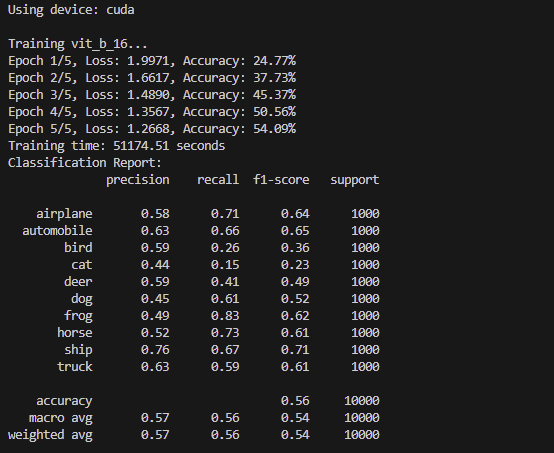 Using device: cuda
Training vit_b_16...
Epoch 1/5, Loss: 1.9971, Accuracy: 24.77%
Epoch 2/5, Loss: 1.6617, Accuracy: 37.73%
Epoch 3/5, Loss: 1.4890, Accuracy: 45.37%
Epoch 4/5, Loss: 1.3567, Accuracy: 50.56%
Epoch 5/5, Loss: 1.2668, Accuracy: 54.09%
Training time: 51174.51 seconds
Classification Report:
precision recall f1-score support
airplane 0.58 0.71 0.64 1000
automobile 0.63 0.66 0.65 1000
bird 0.59 0.26 0.36 1000
cat 0.44 0.15 0.23 1000
deer 0.59 0.41 0.49 1000
dog 0.45 0.61 0.52 1000
frog 0.49 0.83 0.62 1000
horse 0.52 0.73 0.61 1000
ship 0.76 0.67 0.71 1000
truck 0.63 0.59 0.61 1000
accuracy 0.56 10000
macro avg 0.57 0.56 0.54 10000
weighted avg 0.57 0.56 0.54 10000